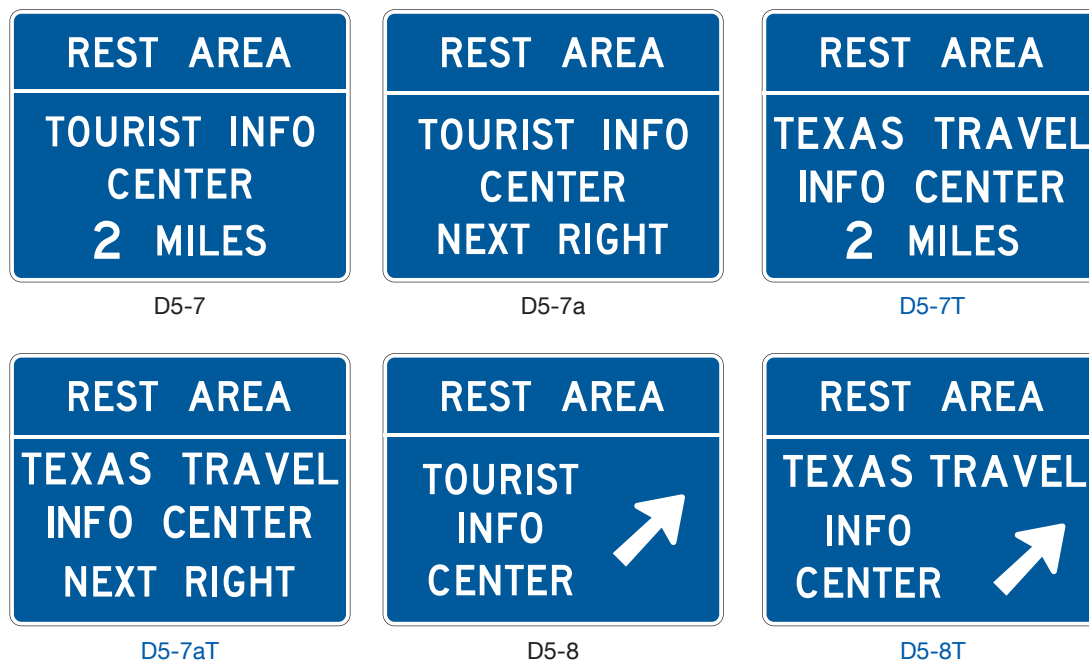 REST AREA
TOURIST INFO
CENTER
2 MILES
D5-7
REST AREA
TOURIST INFO
CENTER
NEXT RIGHT
D5-7a
REST AREA
TEXAS TRAVEL
INFO CENTER
2 MILES
D5-7T
REST AREA
TEXAS TRAVEL
INFO CENTER
NEXT RIGHT
D5-7aT
REST AREA
TOURIST
INFO
CENTER
D5-8
REST AREA
TEXAS TRAVEL
INFO
CENTER
D5-8T